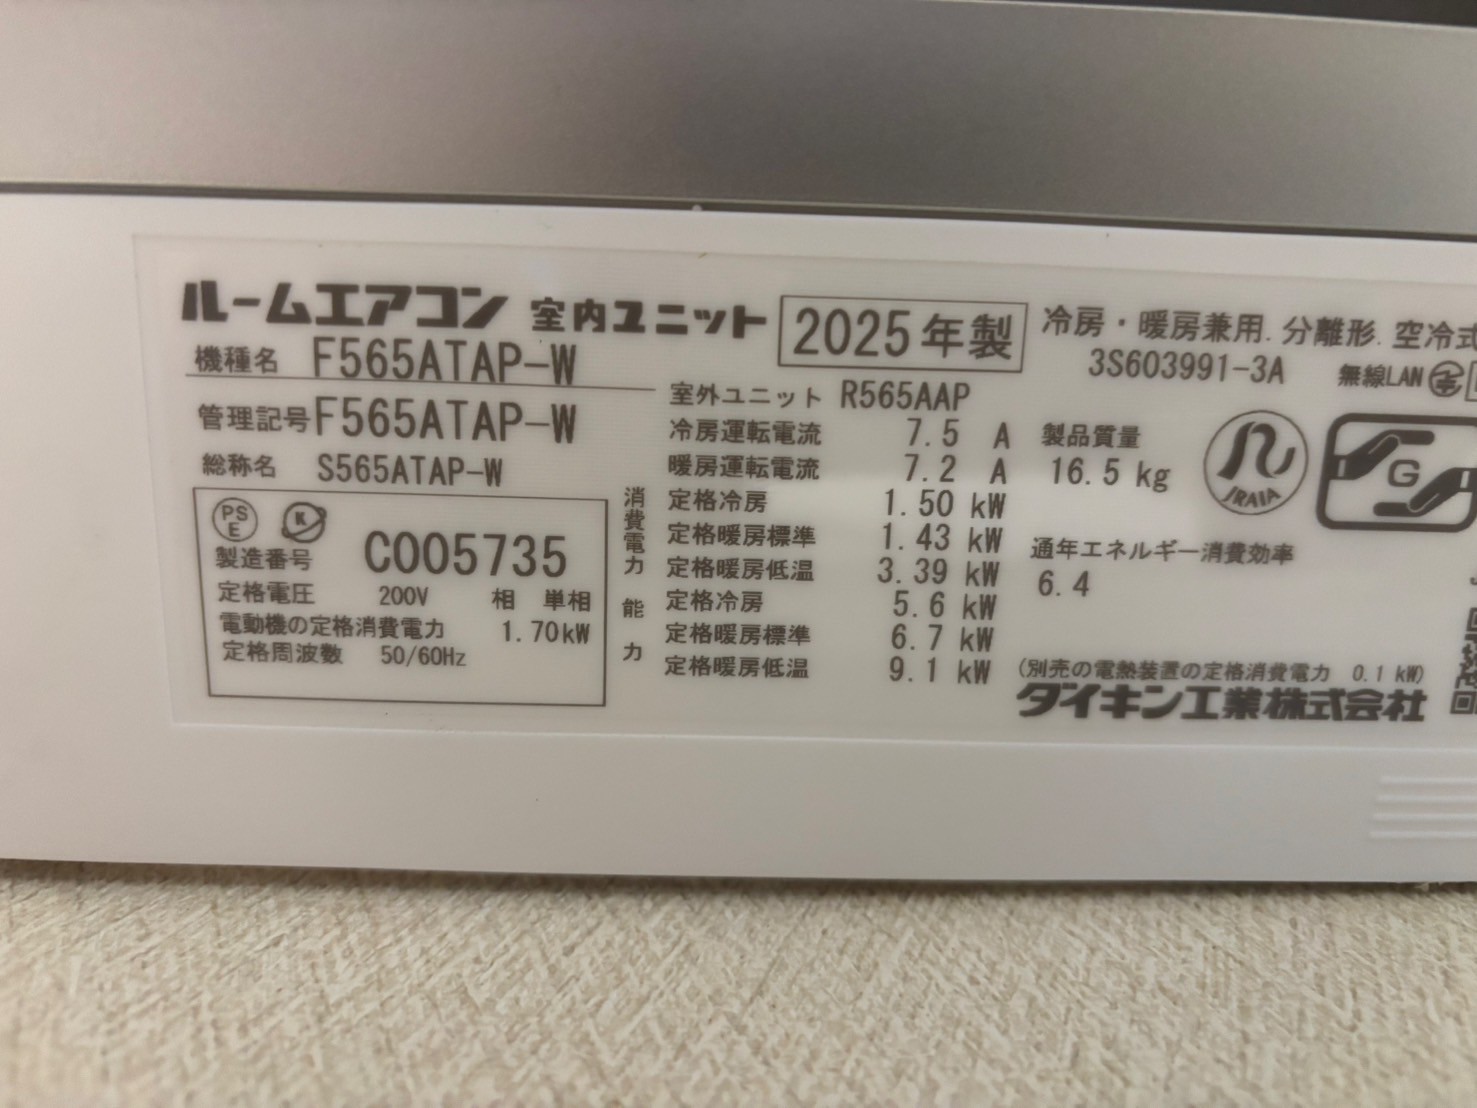 ルームエアコン 室内ユニット 2025年製 冷房・暖房兼用.分離形.空冷式
機種名 F565ATAP-W 3S603991-3A 無線LAN
管理記号 F565ATAP-W
総称名 S565ATAP-W
PS
E
K
製造番号 C005735
定格電圧 200V 相 単相
電動機の定格消費電力 1.70kW
定格周波数 50/60Hz
室外ユニット R565AAP
冷房運転電流 7.5 A
暖房運転電流 7.2 A
消費電力
定格冷房 1.50 kW
定格暖房標準 1.43 kW
定格暖房低温 3.39 kW
能力
定格冷房 5.6 kW
定格暖房標準 6.7 kW
定格暖房低温 9.1 kW
製品質量
16.5 kg
JRAIA
G
通年エネルギー消費効率
6.4
(別売の電熱装置の定格消費電力 0.1 kW)
ダイキン工業株式会社